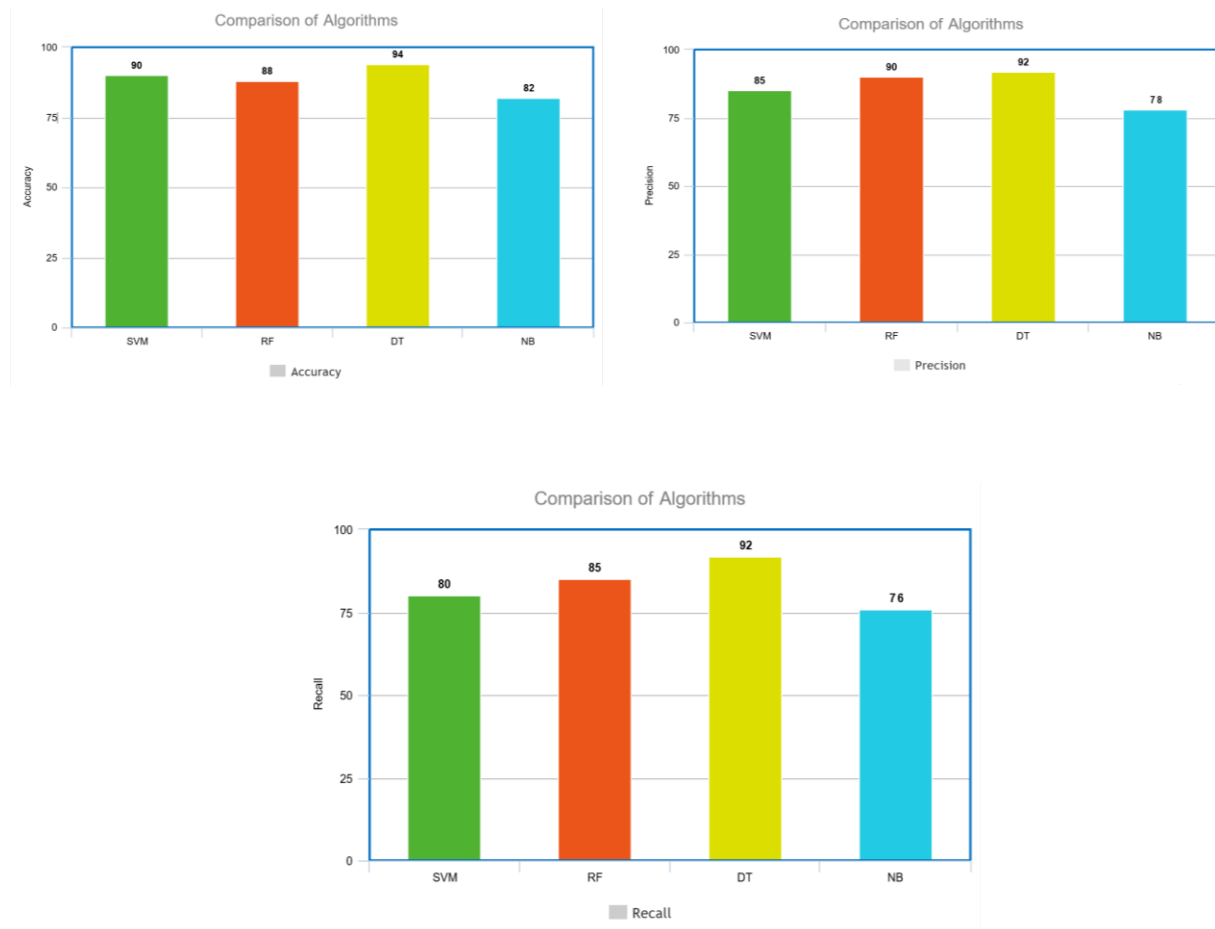 Comparison of Algorithms
100
90
88
94
82
75
50
25
0
Accuracy
SVM RF DT NB
Accuracy
Comparison of Algorithms
100
85
90
92
78
75
50
25
0
Precision
SVM RF DT NB
Precision
Comparison of Algorithms
100
80
85
92
76
75
50
25
0
Recall
SVM RF DT NB
Recall